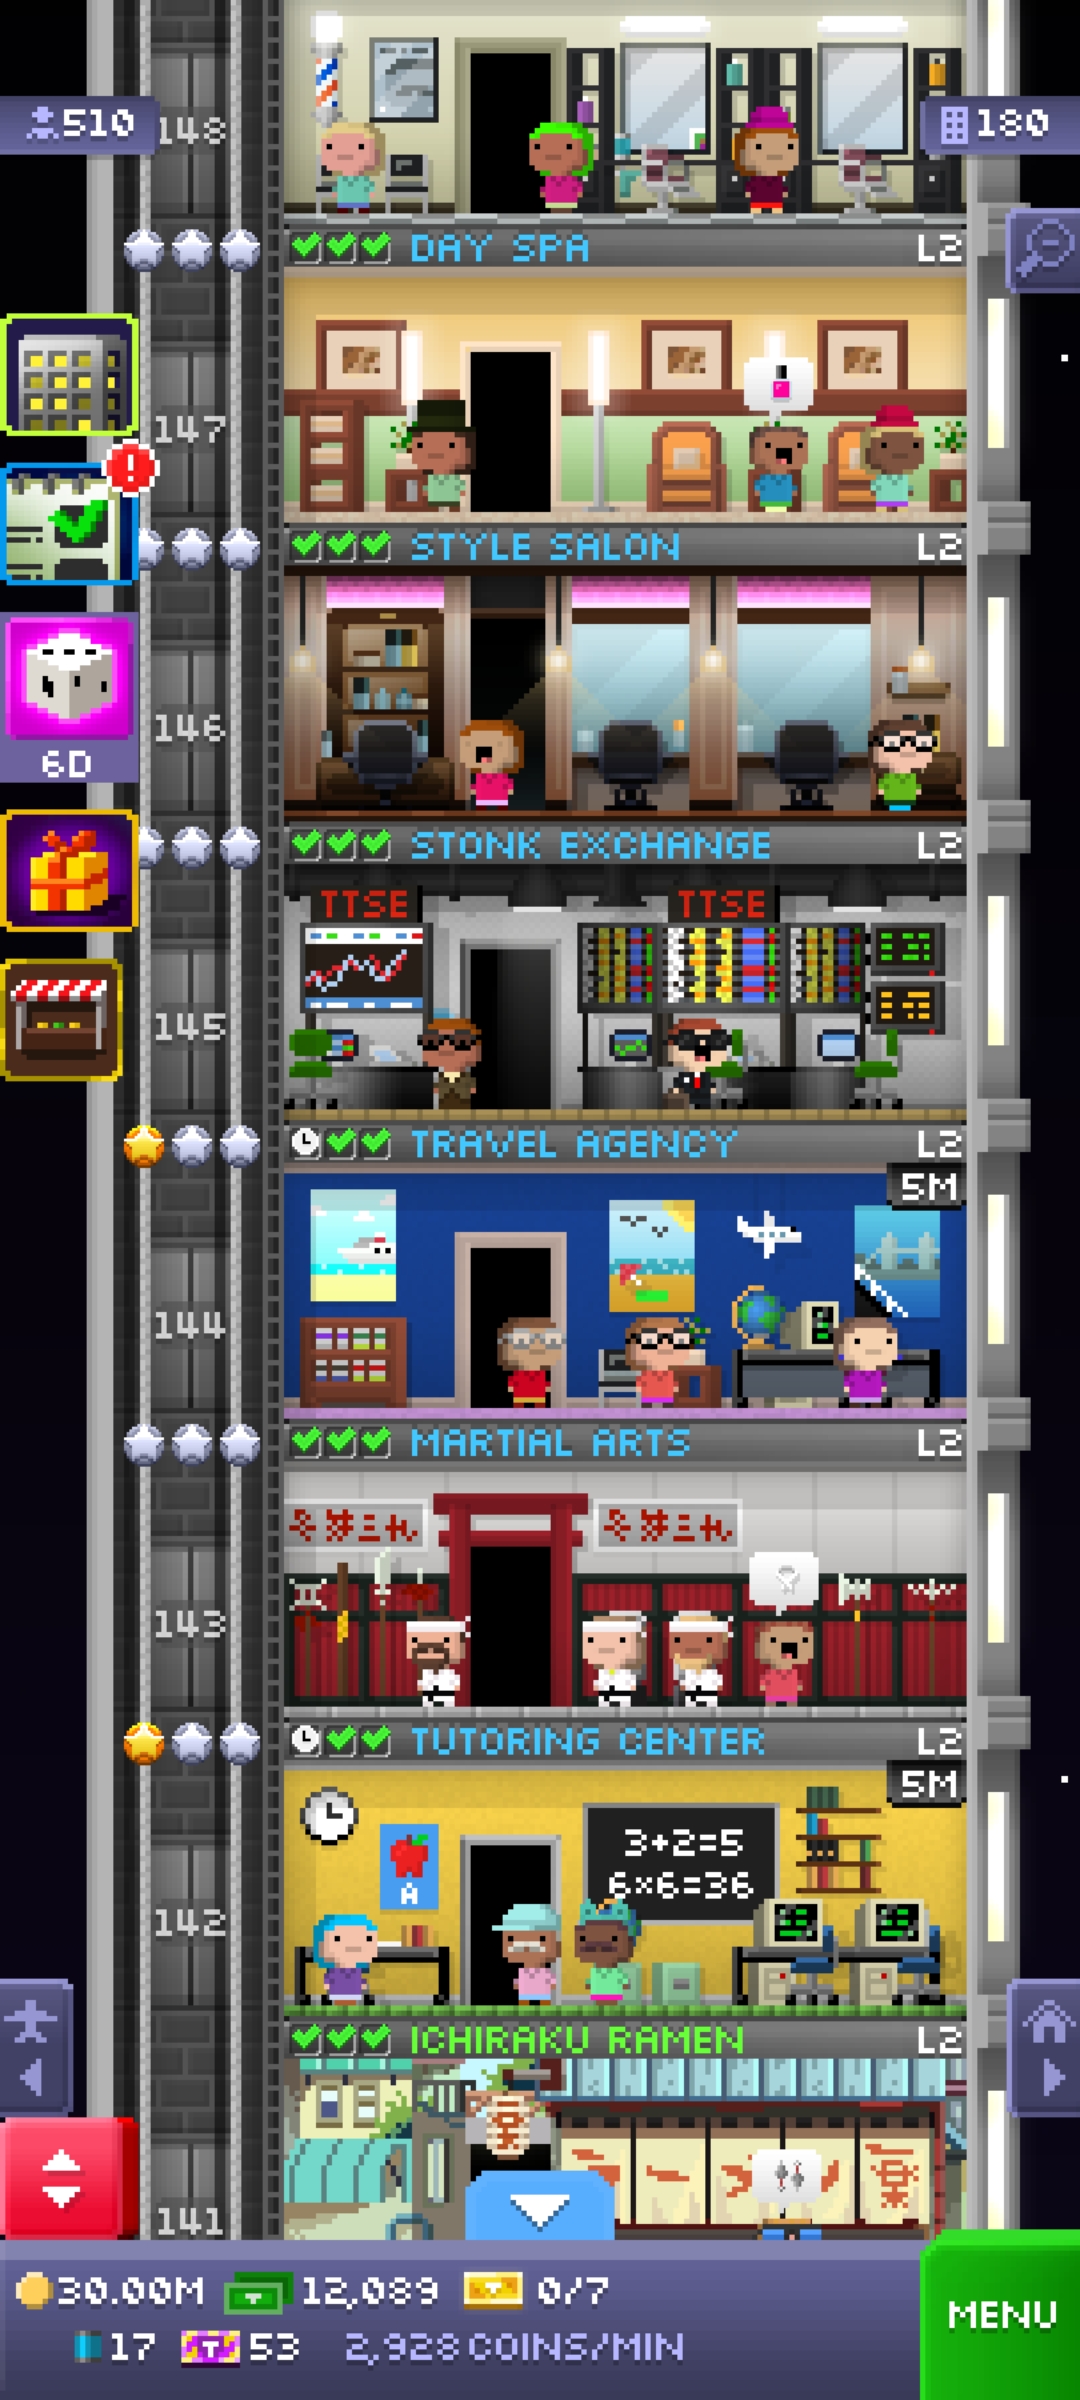 510
148
180
DAY SPA
L2
147
STYLE SALON
L2
146
6D
STONK EXCHANGE
L2
TTSE
TTSE
145
TRAVEL AGENCY
L2
5M
144
MARTIAL ARTS
L2
143
TUTORING CENTER
L2
5M
3+2=5
6×6=36
A
142
ICHIRAKU RAMEN
L2
141
30.00M
12,089
0/7
MENU
17
T
53
2,928 COINS/MIN